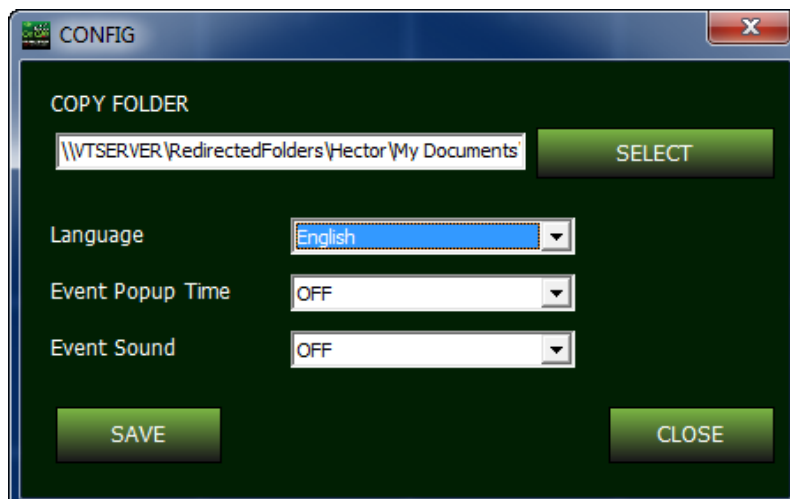 CONFIG
X
COPY FOLDER
\\VTSERVER\RedirectedFolders\Hector\My Documents\
SELECT
Language
English
Event Popup Time
OFF
Event Sound
OFF
SAVE
CLOSE